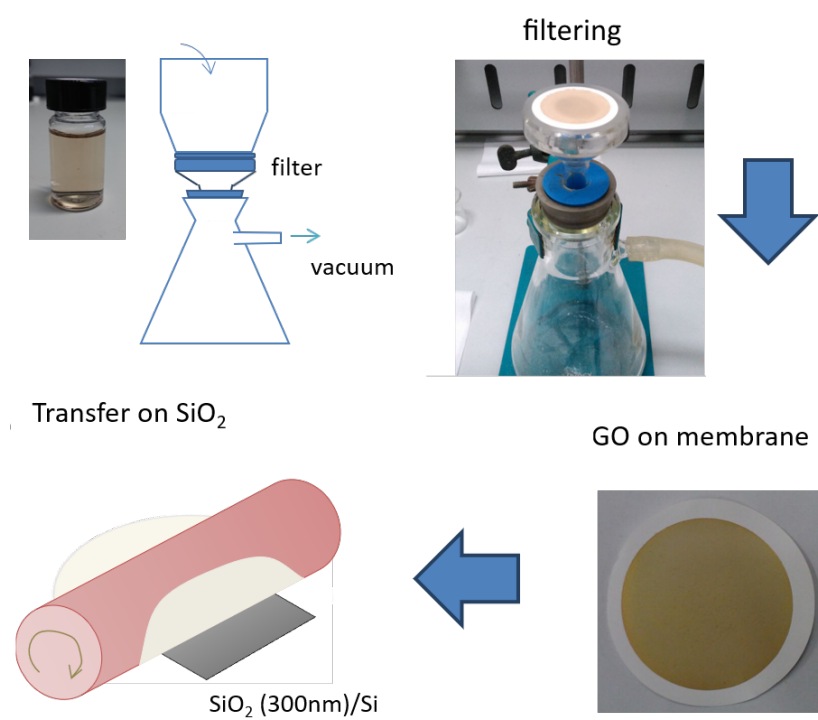 filtering
filter
vacuum
Transfer on SiO₂
GO on membrane
SiO₂ (300nm)/Si